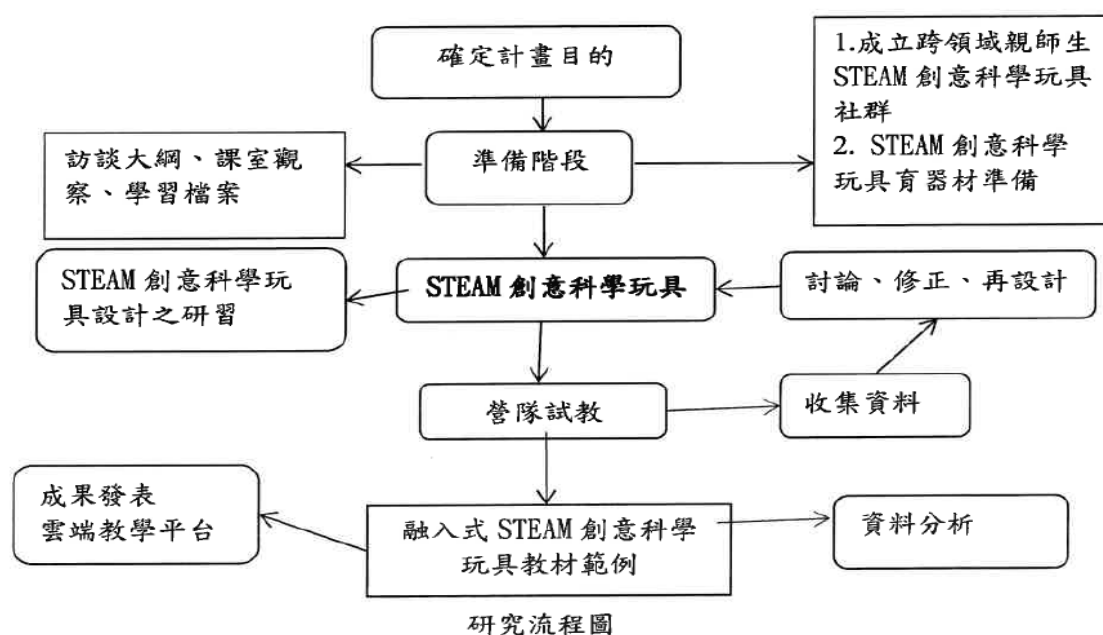 確定計畫目的
1.成立跨領域親師生
STEAM 創意科學玩具
社群
2. STEAM 創意科學
玩具育器材準備
訪談大綱、課室觀
察、學習檔案
準備階段
STEAM 創意科學玩
具設計之研習
STEAM 創意科學玩具
討論、修正、再設計
營隊試教
收集資料
成果發表
雲端教學平台
融入式 STEAM 創意科學
玩具教材範例
資料分析
研究流程圖